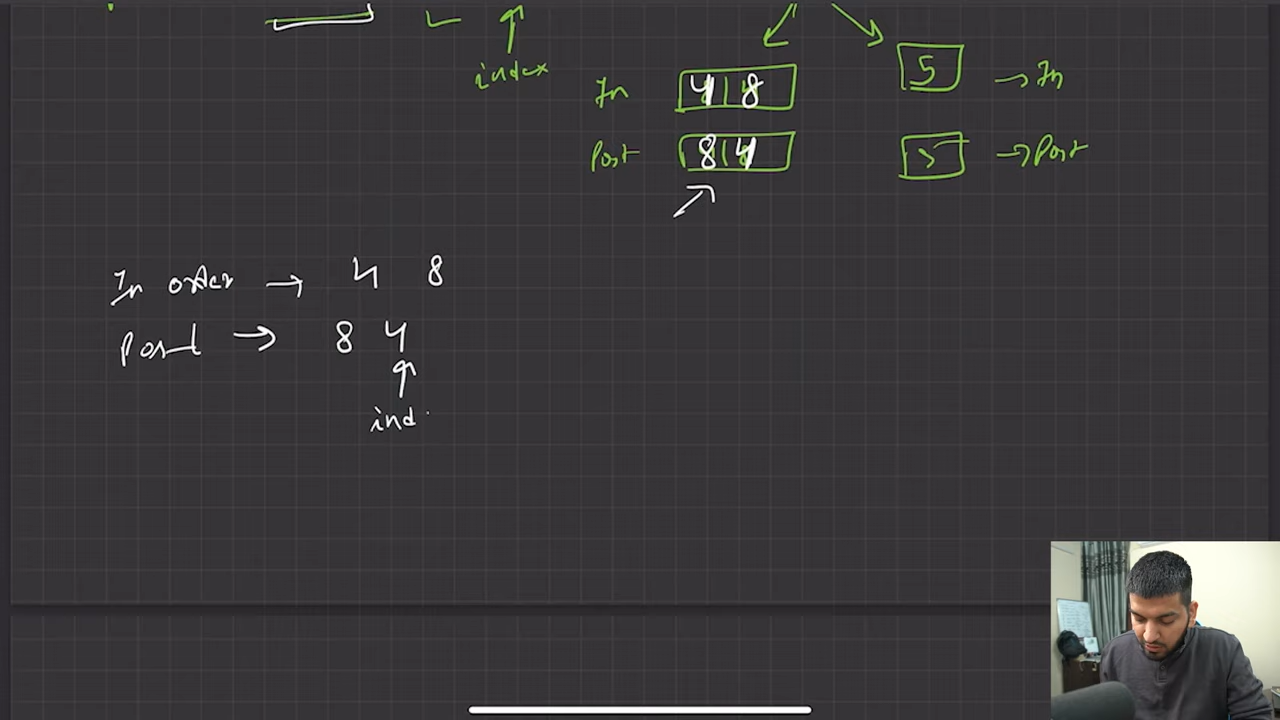 index
In 4 8 5 → In
Post 8 4 5 → Post
In order → 4 8
Post → 8 4
ind